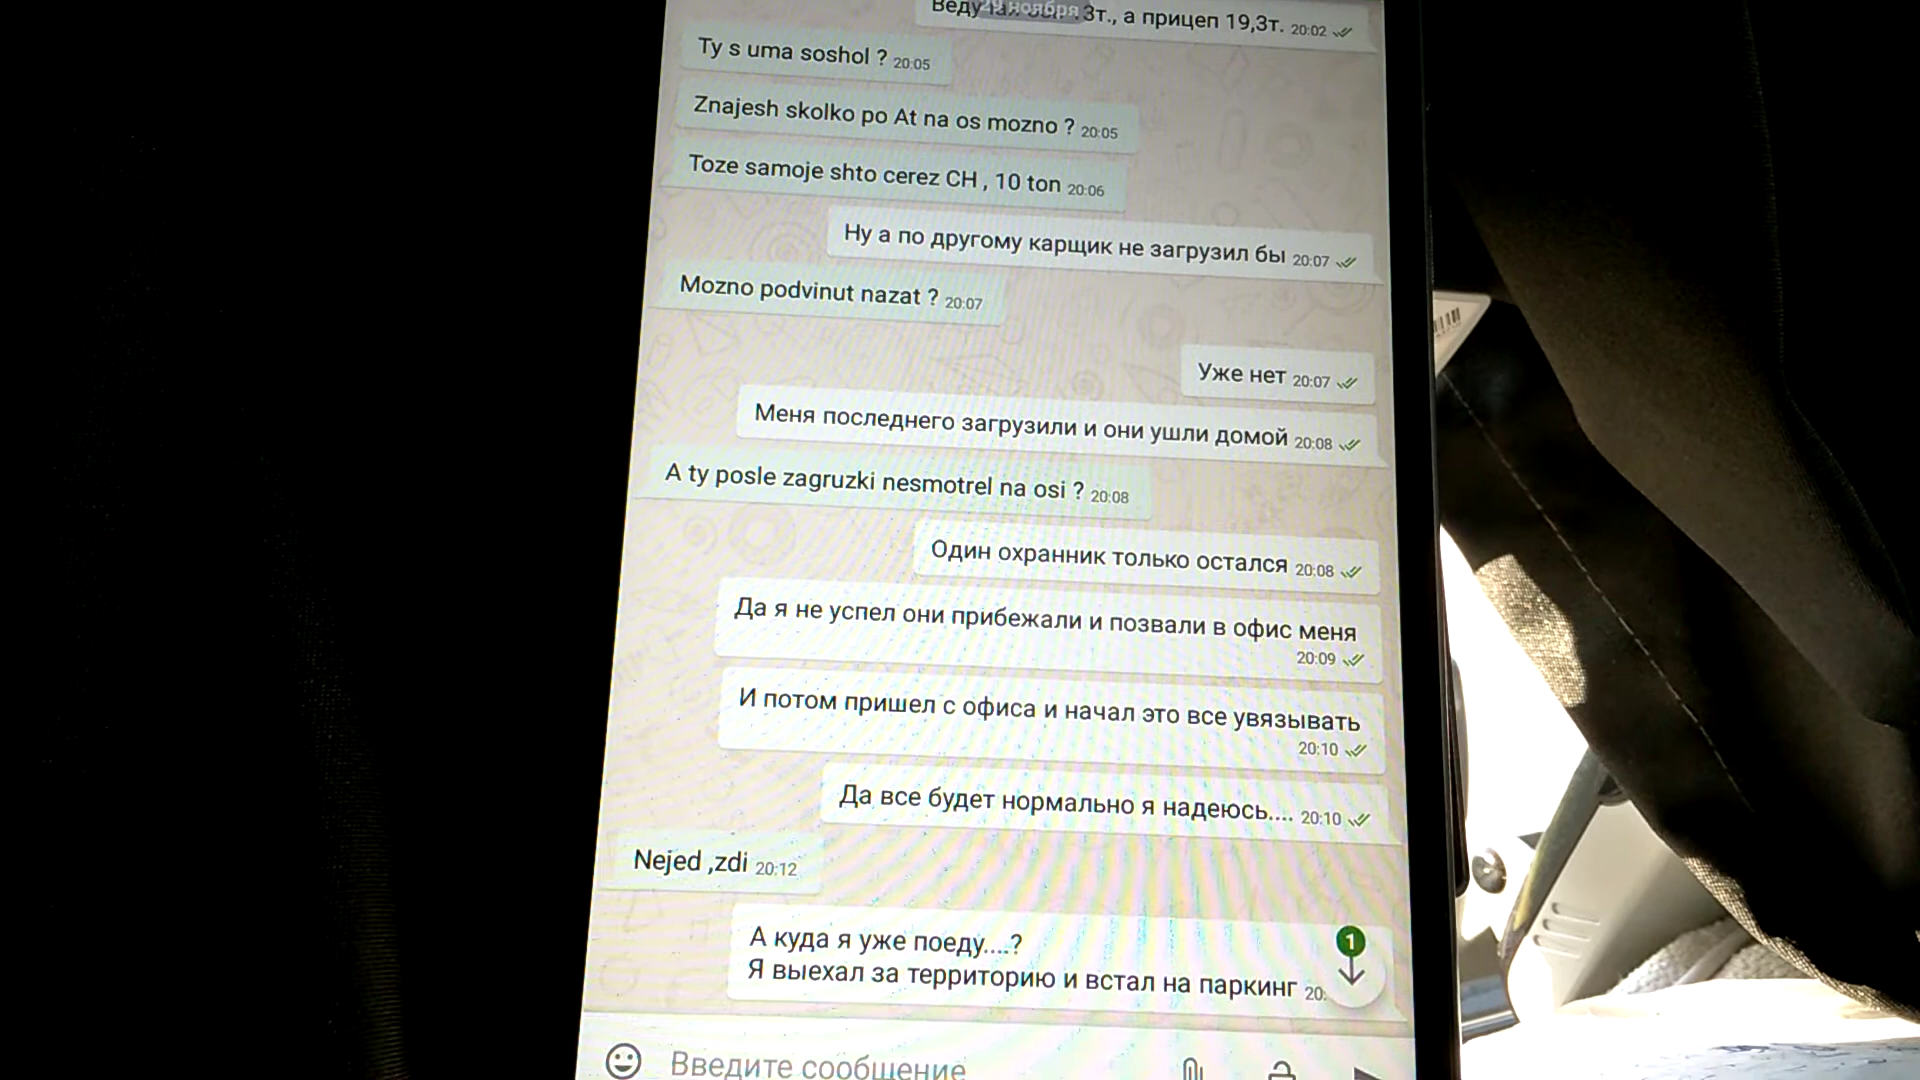 29 ноября
3т., а прицеп 19,3т. 20:02
Ty s uma soshol ? 20:05
Znajesh skolko po At na os mozno ? 20:05
Toze samoje shto cerez CH , 10 ton 20:06
Ну а по другому карщик не загрузил бы 20:07
Mozno podvinut nazat ? 20:07
Уже нет 20:07
Меня последнего загрузили и они ушли домой 20:08
A ty posle zagruzki nesmotrel na osi ? 20:08
Один охранник только остался 20:08
Да я не успел они прибежали и позвали в офис меня
20:09
И потом пришел с офиса и начал это все увязывать
20:10
Да все будет нормально я надеюсь.... 20:10
Nejed ,zdi 20:12
А куда я уже поеду....?
Я выехал за территорию и встал на паркинг 20:
1
Введите сообщение